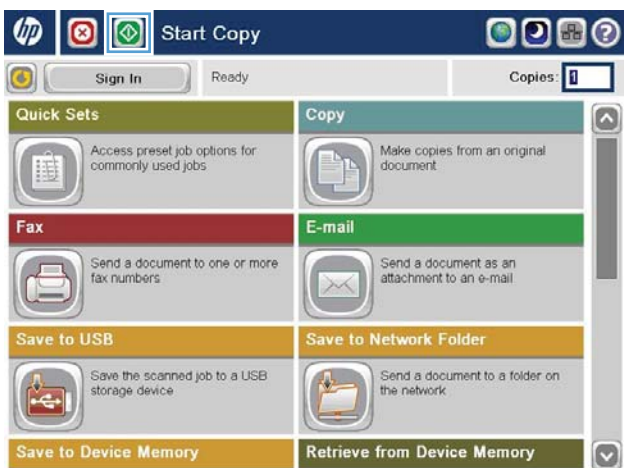 hp
Start Copy
Sign In
Ready
Copies: 1
Quick Sets
Access preset job options for
commonly used jobs
Copy
Make copies from an original
document
Fax
Send a document to one or more
fax numbers
E-mail
Send a document as an
attachment to an e-mail
Save to USB
Save the scanned job to a USB
storage device
Save to Network Folder
Send a document to a folder on
the network
Save to Device Memory
Retrieve from Device Memory